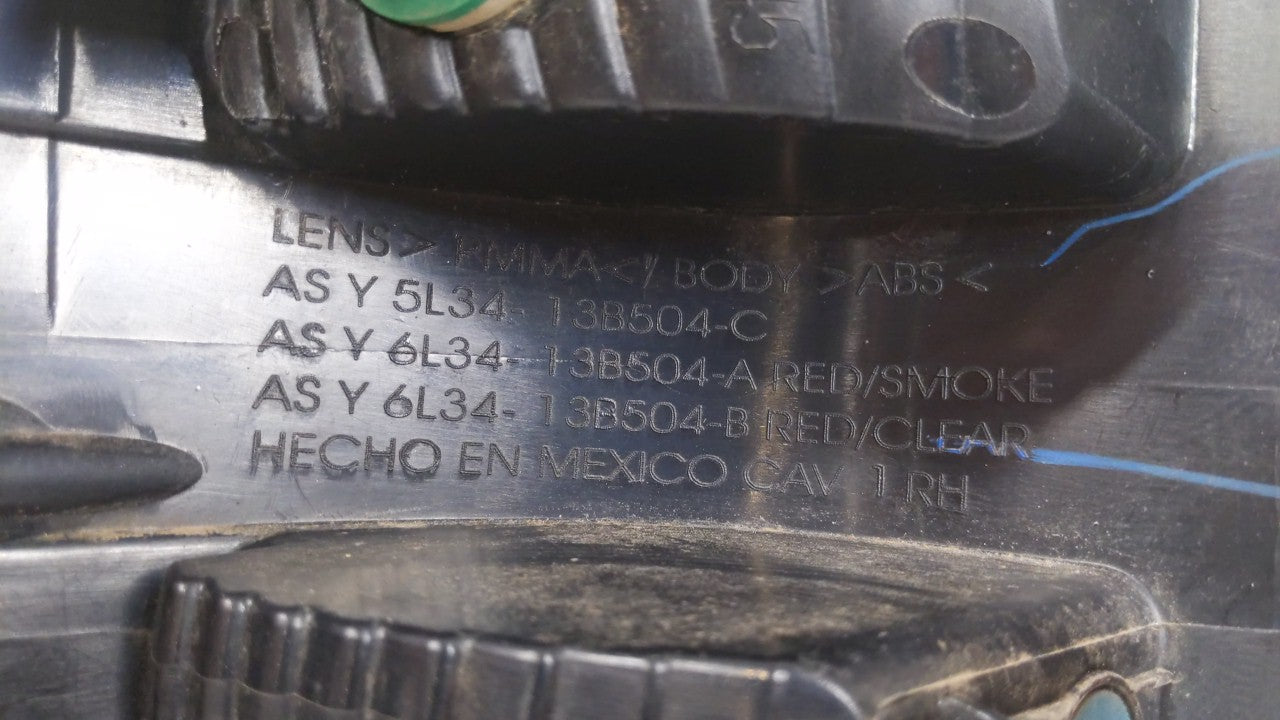 LENS > PMMA </ BODY >ABS <
AS Y 5L34- 13B504-C
AS Y 6L34- 13B504-A RED/SMOKE
AS Y 6L34- 13B504-B RED/CLEAR
HECHO EN MEXICO CAV 1 RH